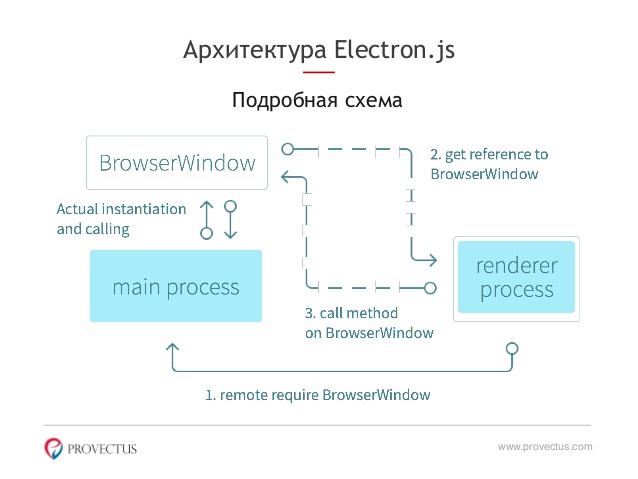 Архитектура Electron.js
Подробная схема
BrowserWindow
2. get reference to
BrowserWindow
Actual instantiation
and calling
main process
renderer
process
3. call method
on BrowserWindow
1. remote require BrowserWindow
PROVECTUS
www.provectus.com